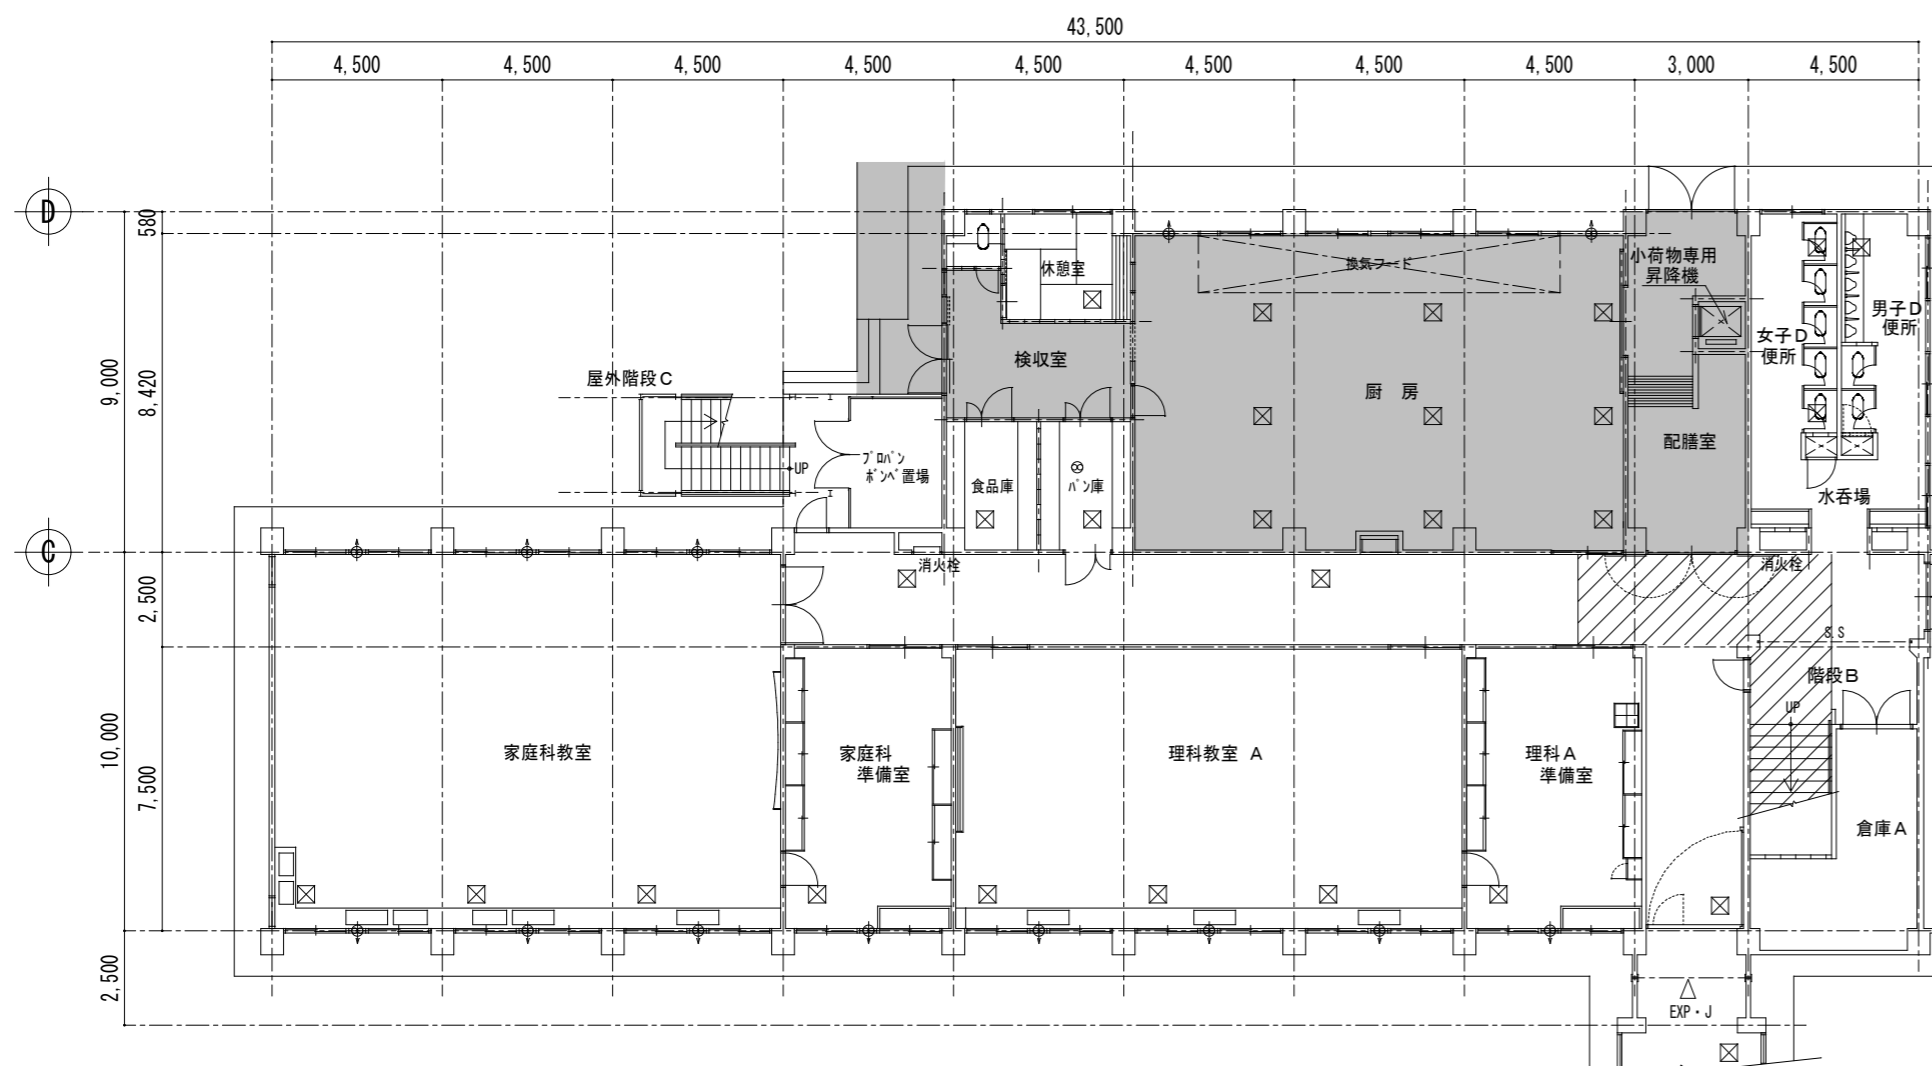 43,500
4,500
4,500
4,500
4,500
4,500
4,500
4,500
4,500
3,000
4,500
D
580
8,420
9,000
C
2,500
7,500
10,000
2,500
休憩室
換気フード
小荷物専用
昇降機
女子D
便所
男子D
便所
検収室
厨 房
屋外階段C
UP
プロパン
ボンベ置場
食品庫
パン庫
配膳室
水呑場
消火栓
消火栓
S.S
階段B
UP
家庭科教室
家庭科
準備室
理科教室 A
理科A
準備室
倉庫A
EXP・J